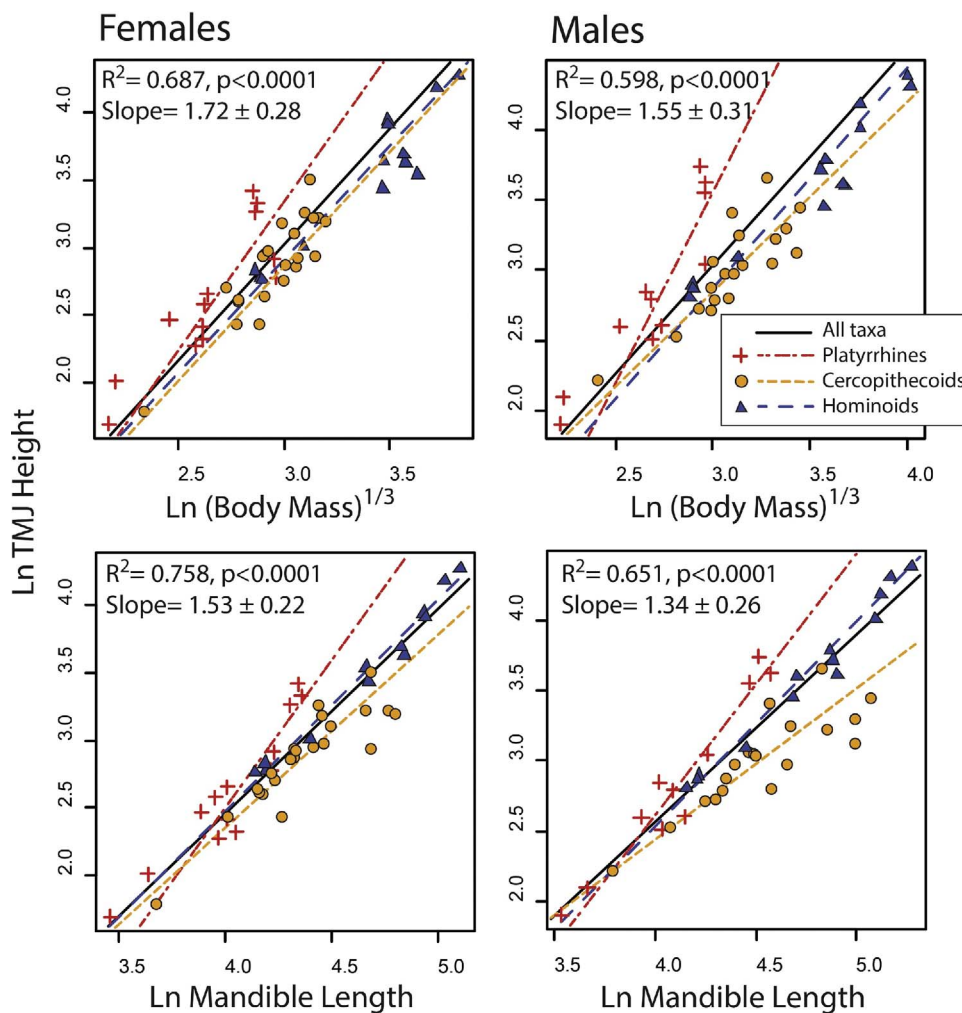 Females
Males
R²= 0.687, p<0.0001
Slope= 1.72 ± 0.28
4.0
3.5
3.0
2.5
2.0
2.5
3.0
3.5
Ln (Body Mass)^1/3
R²= 0.598, p<0.0001
Slope= 1.55 ± 0.31
4.0
3.5
3.0
2.5
2.0
2.5
3.0
3.5
4.0
Ln (Body Mass)^1/3
All taxa
Platyrrhines
Cercopithecoids
Hominoids
Ln TMJ Height
R²= 0.758, p<0.0001
Slope= 1.53 ± 0.22
4.0
3.5
3.0
2.5
2.0
3.5
4.0
4.5
5.0
Ln Mandible Length
R²= 0.651, p<0.0001
Slope= 1.34 ± 0.26
4.0
3.5
3.0
2.5
2.0
3.5
4.0
4.5
5.0
Ln Mandible Length